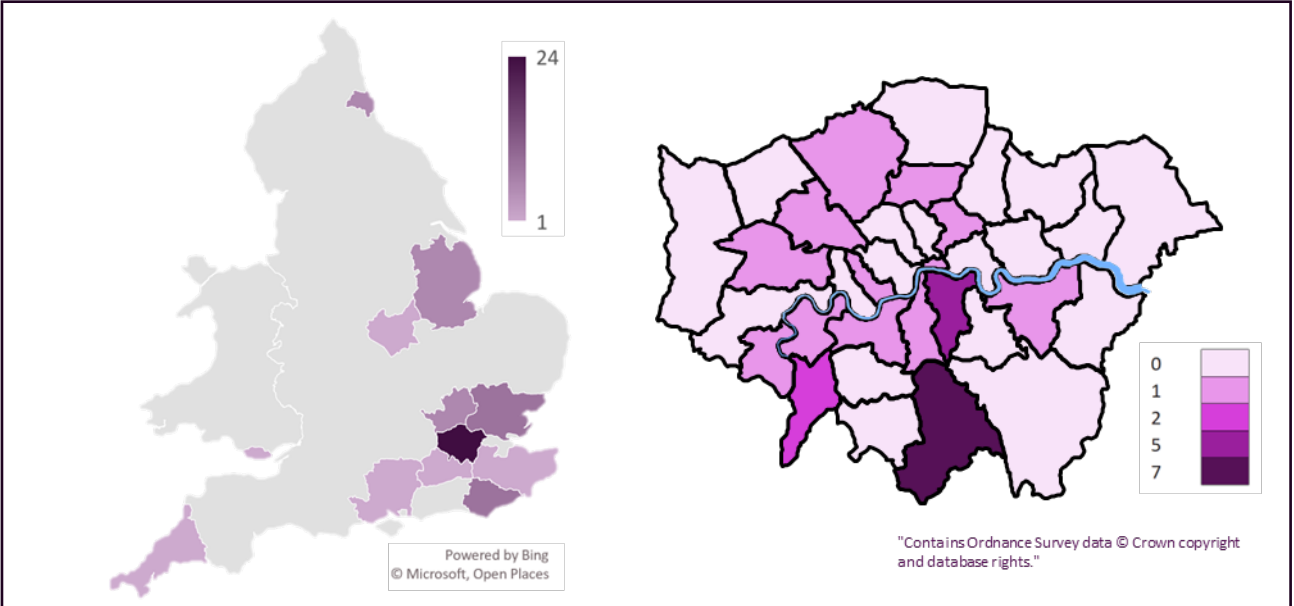 24
1
Powered by Bing
© Microsoft, Open Places
0
1
2
5
7
"Contains Ordnance Survey data © Crown copyright
and database rights."